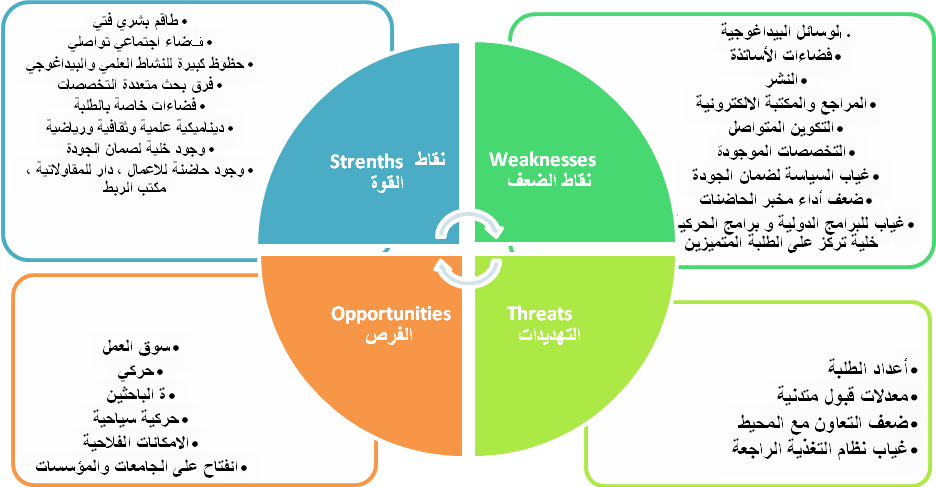 • طاقم بشري فتي
• فضاء اجتماعي تواصلي
• حظوظ كبيرة للنشاط العلمي والبيداغوجي
• فرق بحث متعددة التخصصات
• فضاءات خاصة بالطلبة
• ديناميكية علمية وثقافية ورياضية
• وجود خلية لضمان الجودة
• وجود حاضنة للاعمال ، دار للمقاولاتية ،
مكتب الربط
Strenths نقاط
القوة
Weaknesses
نقاط الضعف
. لوسائل البيداغوجية
• فضاءات الأساتذة
• النشر
• المراجع والمكتبة الالكترونية
• التكوين المتواصل
• التخصصات الموجودة
• غياب السياسة لضمان الجودة
• ضعف أداء مخبر الحاضنات
• غياب للبرامج الدولية و برامج الحركية
خلية تركز على الطلبة المتميزين
Opportunities
الفرص
Threats
التهديدات
• سوق العمل
• حركي
• ة الباحثين
• حركية سياحية
• الامكانات الفلاحية
• انفتاح على الجامعات والمؤسسات
• أعداد الطلبة
• معدلات قبول متدنية
• ضعف التعاون مع المحيط
• غياب نظام التغذية الراجعة